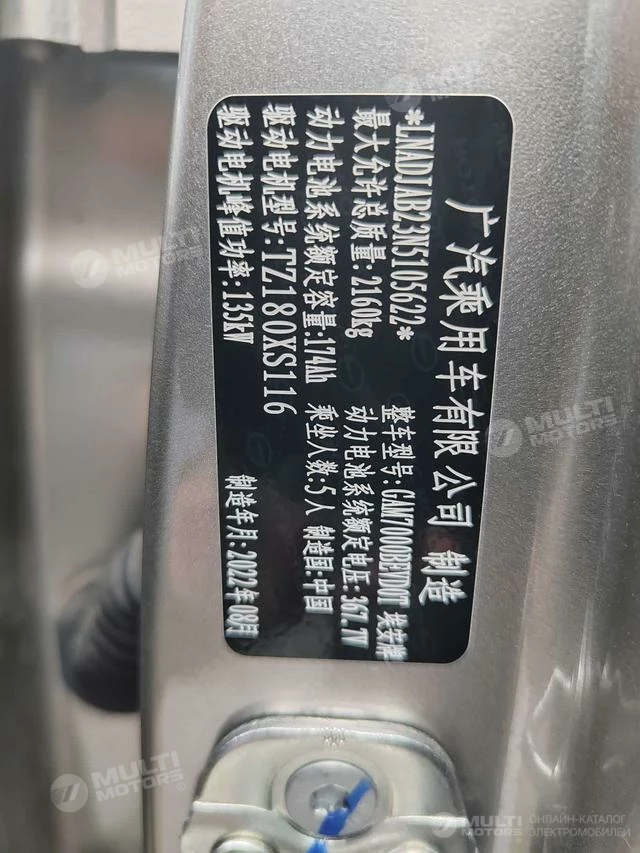 广汽乘用车有限公司 制造
*LNADJAB23N5105622* 整车型号:GAM7000BEVD0T 埃安牌
最大允许总质量:2160kg 动力电池系统额定电压:367.7V
动力电池系统额定容量:174Ah 乘坐人数:5人 制造国:中国
驱动电机型号:TZ180XS116
驱动电机峰值功率:135kW 制造年月:2022年08月
MULTI MOTORS
MULTI MOTORS
MULTI MOTORS
MULTI MOTORS
MULTI MOTORS ОНЛАЙН-КАТАЛОГ ЭЛЕКТРОМОБИЛЕЙ